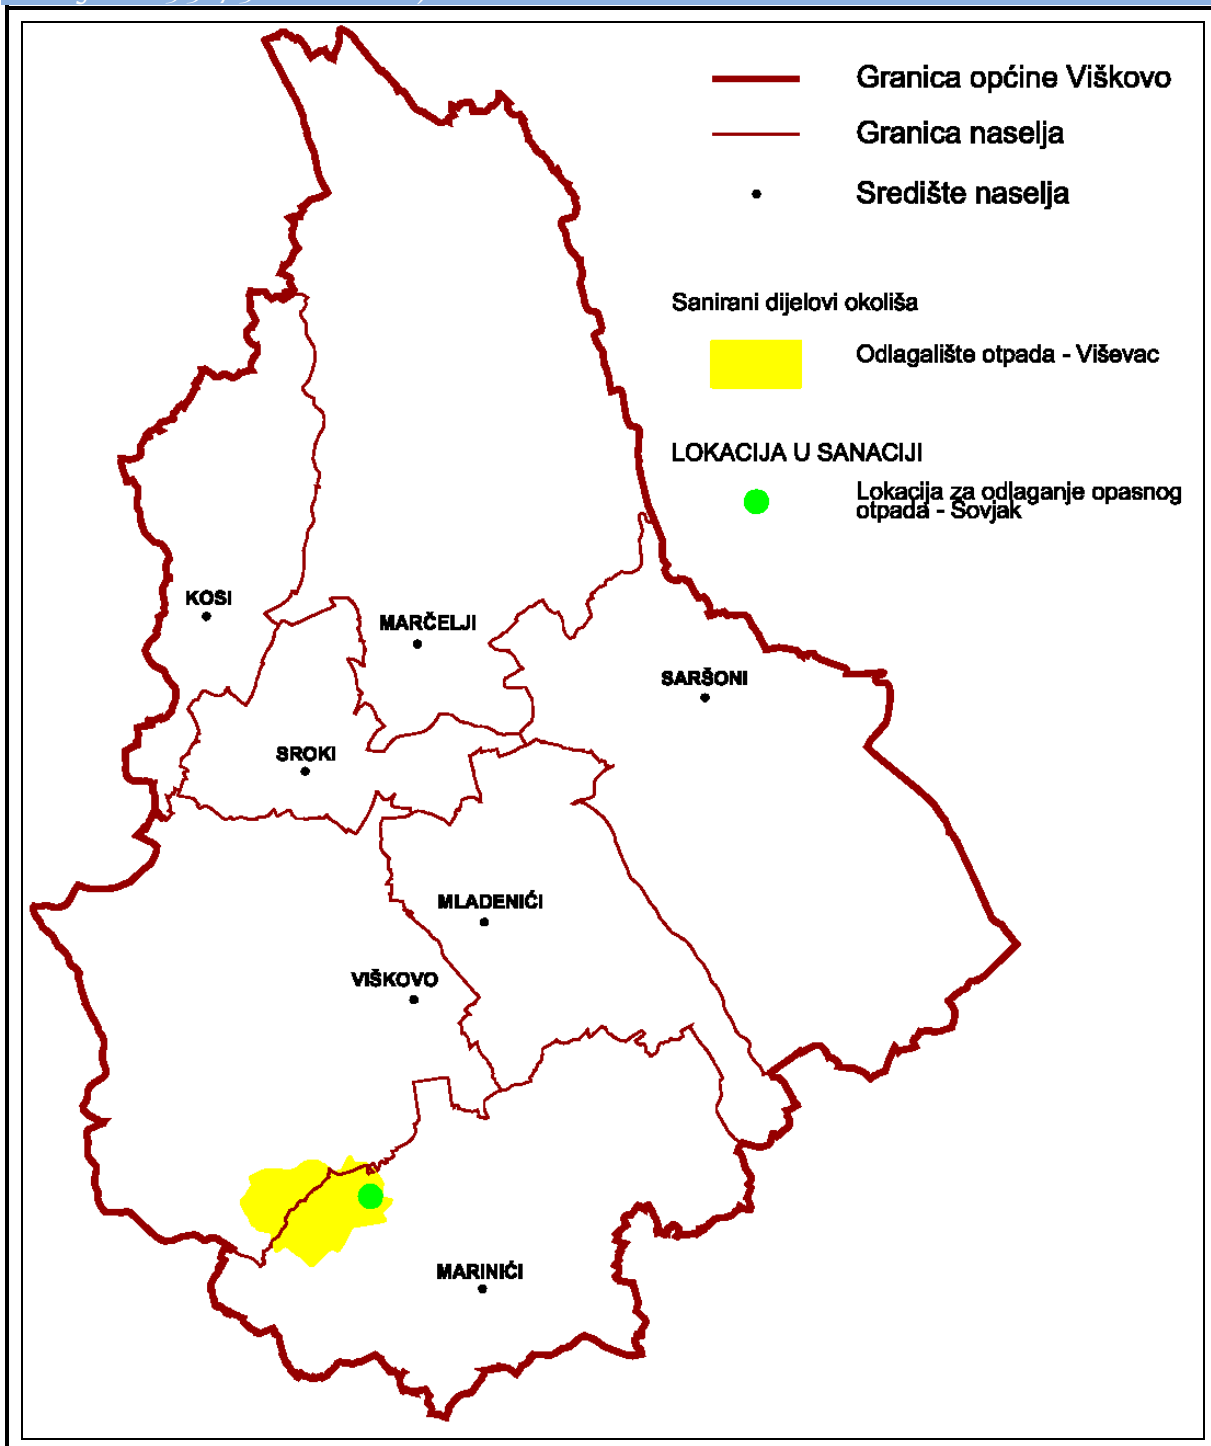 Granica općine Viškovo
Granica naselja
Središte naselja
Sanirani dijelovi okoliša
Odlagalište otpada - Viševac
LOKACIJA U SANACIJI
Lokacija za odlaganje opasnog
otpada - Sovjak
KOSI
MARČELJI
SARŠONI
SROKI
MLADENIĆI
VIŠKOVO
MARINIĆI